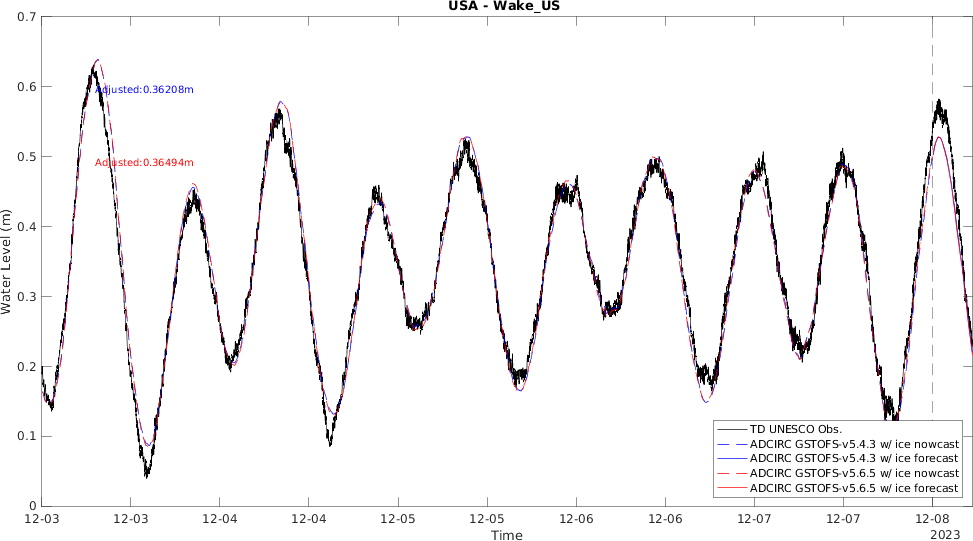 USA - Wake_US
0.7
0.6
0.5
0.4
0.3
0.2
0.1
0
Water Level (m)
Adjusted:0.36208m
Adjusted:0.36494m
TD UNESCO Obs.
ADCIRC GSTOFS-v5.4.3 w/ ice nowcast
ADCIRC GSTOFS-v5.4.3 w/ ice forecast
ADCIRC GSTOFS-v5.6.5 w/ ice nowcast
ADCIRC GSTOFS-v5.6.5 w/ ice forecast
12-03 12-03 12-04 12-04 12-05 12-05 12-06 12-06 12-07 12-07 12-08
2023
Time